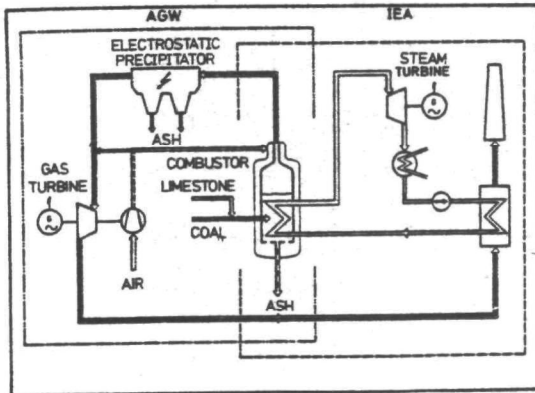 AGW
IEA
ELECTROSTATIC
PRECIPITATOR
STEAM
TURBINE
ASH
COMBUSTOR
GAS
TURBINE
LIMESTONE
COAL
AIR
ASH